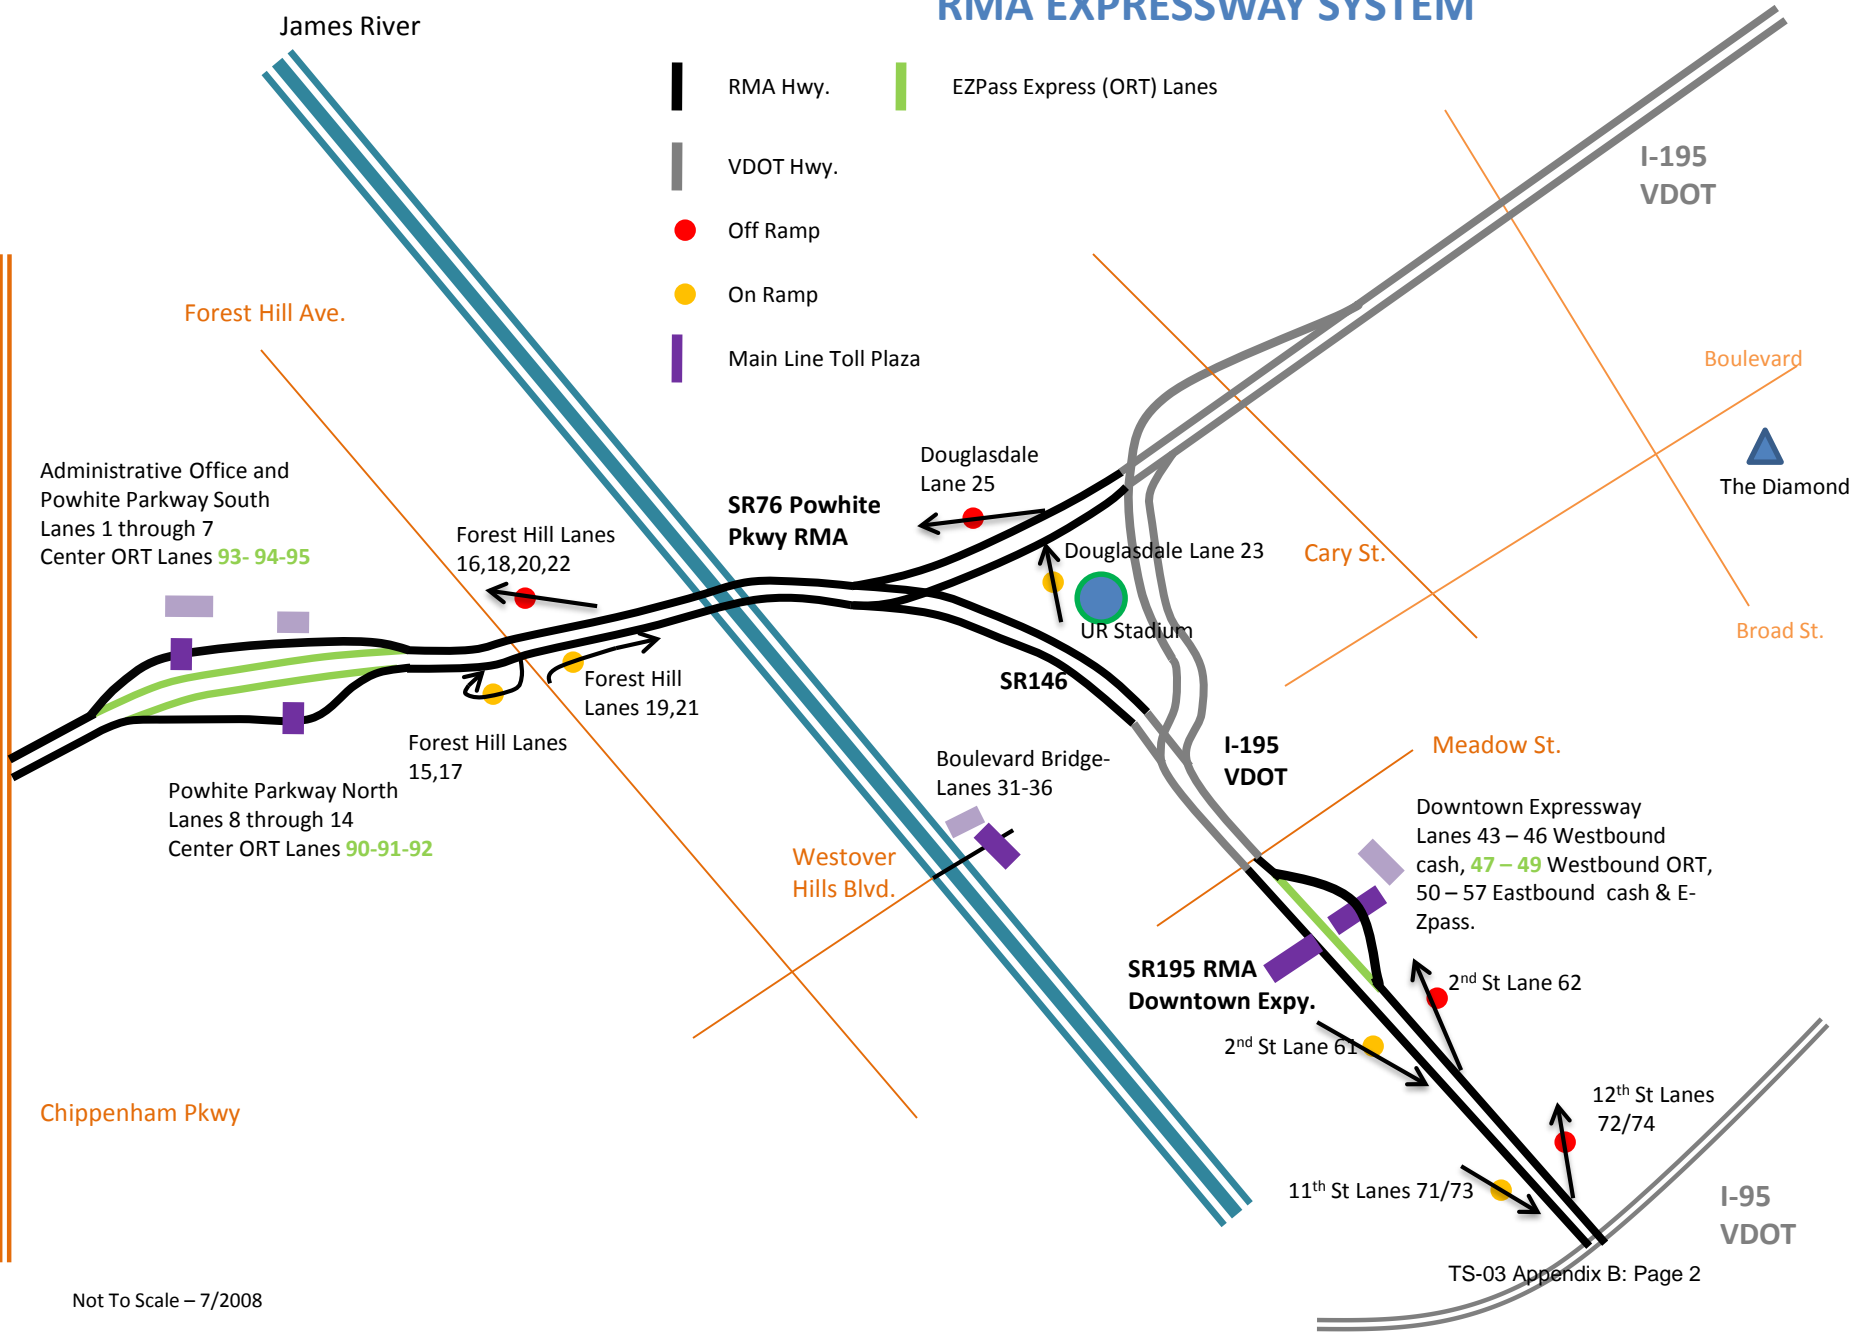 RMA EXPRESSWAY SYSTEM
James River
RMA Hwy.
EZPass Express (ORT) Lanes
VDOT Hwy.
Off Ramp
On Ramp
Main Line Toll Plaza
I-195
VDOT
Forest Hill Ave.
Boulevard
The Diamond
Administrative Office and
Powhite Parkway South
Lanes 1 through 7
Center ORT Lanes 93- 94-95
Forest Hill Lanes
16,18,20,22
SR76 Powhite
Pkwy RMA
Douglasdale
Lane 25
Douglasdale Lane 23
UR Stadium
Cary St.
Broad St.
Forest Hill
Lanes 19,21
SR146
Forest Hill Lanes
15,17
Powhite Parkway North
Lanes 8 through 14
Center ORT Lanes 90-91-92
Boulevard Bridge-
Lanes 31-36
I-195
VDOT
Meadow St.
Westover
Hills Blvd.
Downtown Expressway
Lanes 43 – 46 Westbound
cash, 47 – 49 Westbound ORT,
50 – 57 Eastbound cash & E-
Zpass.
SR195 RMA
Downtown Expy.
2nd St Lane 62
2nd St Lane 61
Chippenham Pkwy
12th St Lanes
72/74
11th St Lanes 71/73
I-95
VDOT
TS-03 Appendix B: Page 2
Not To Scale – 7/2008